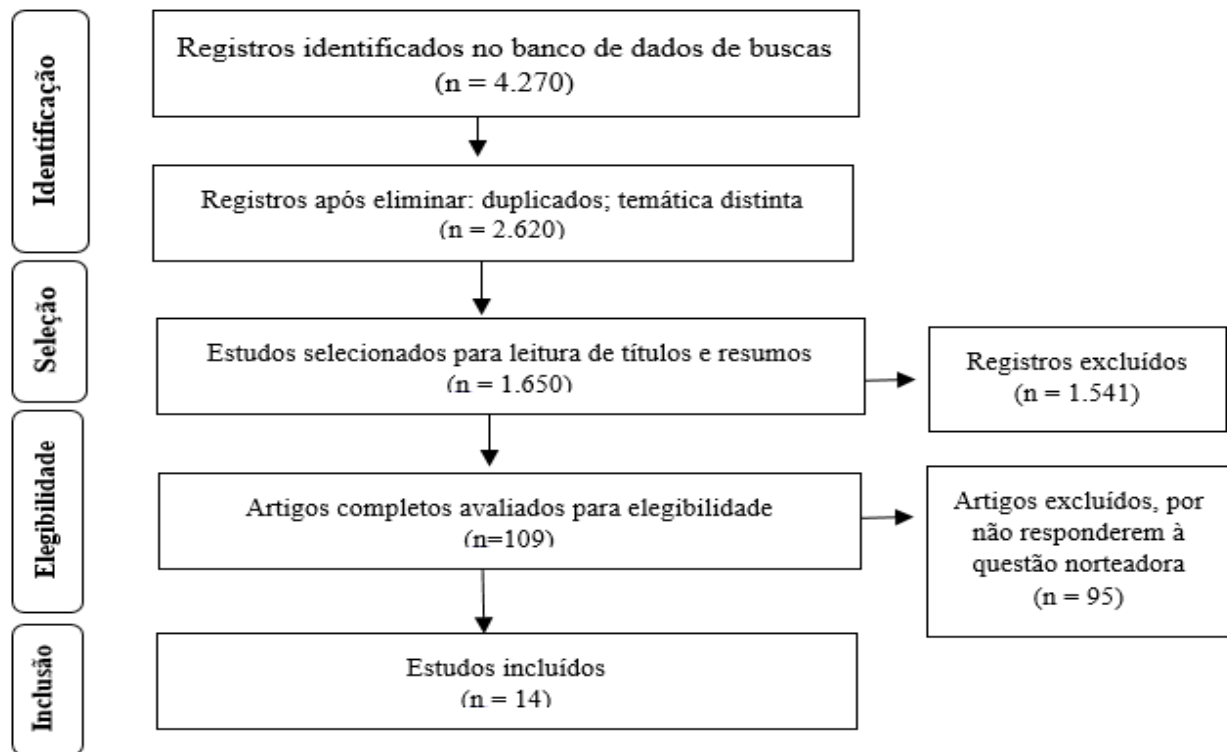 Identificação
Registros identificados no banco de dados de buscas
(n = 4.270)
Registros após eliminar: duplicados; temática distinta
(n = 2.620)
Seleção
Estudos selecionados para leitura de títulos e resumos
(n = 1.650)
Registros excluídos
(n = 1.541)
Elegibilidade
Artigos completos avaliados para elegibilidade
(n=109)
Artigos excluídos, por
não responderem à
questão norteadora
(n = 95)
Inclusão
Estudos incluídos
(n = 14)